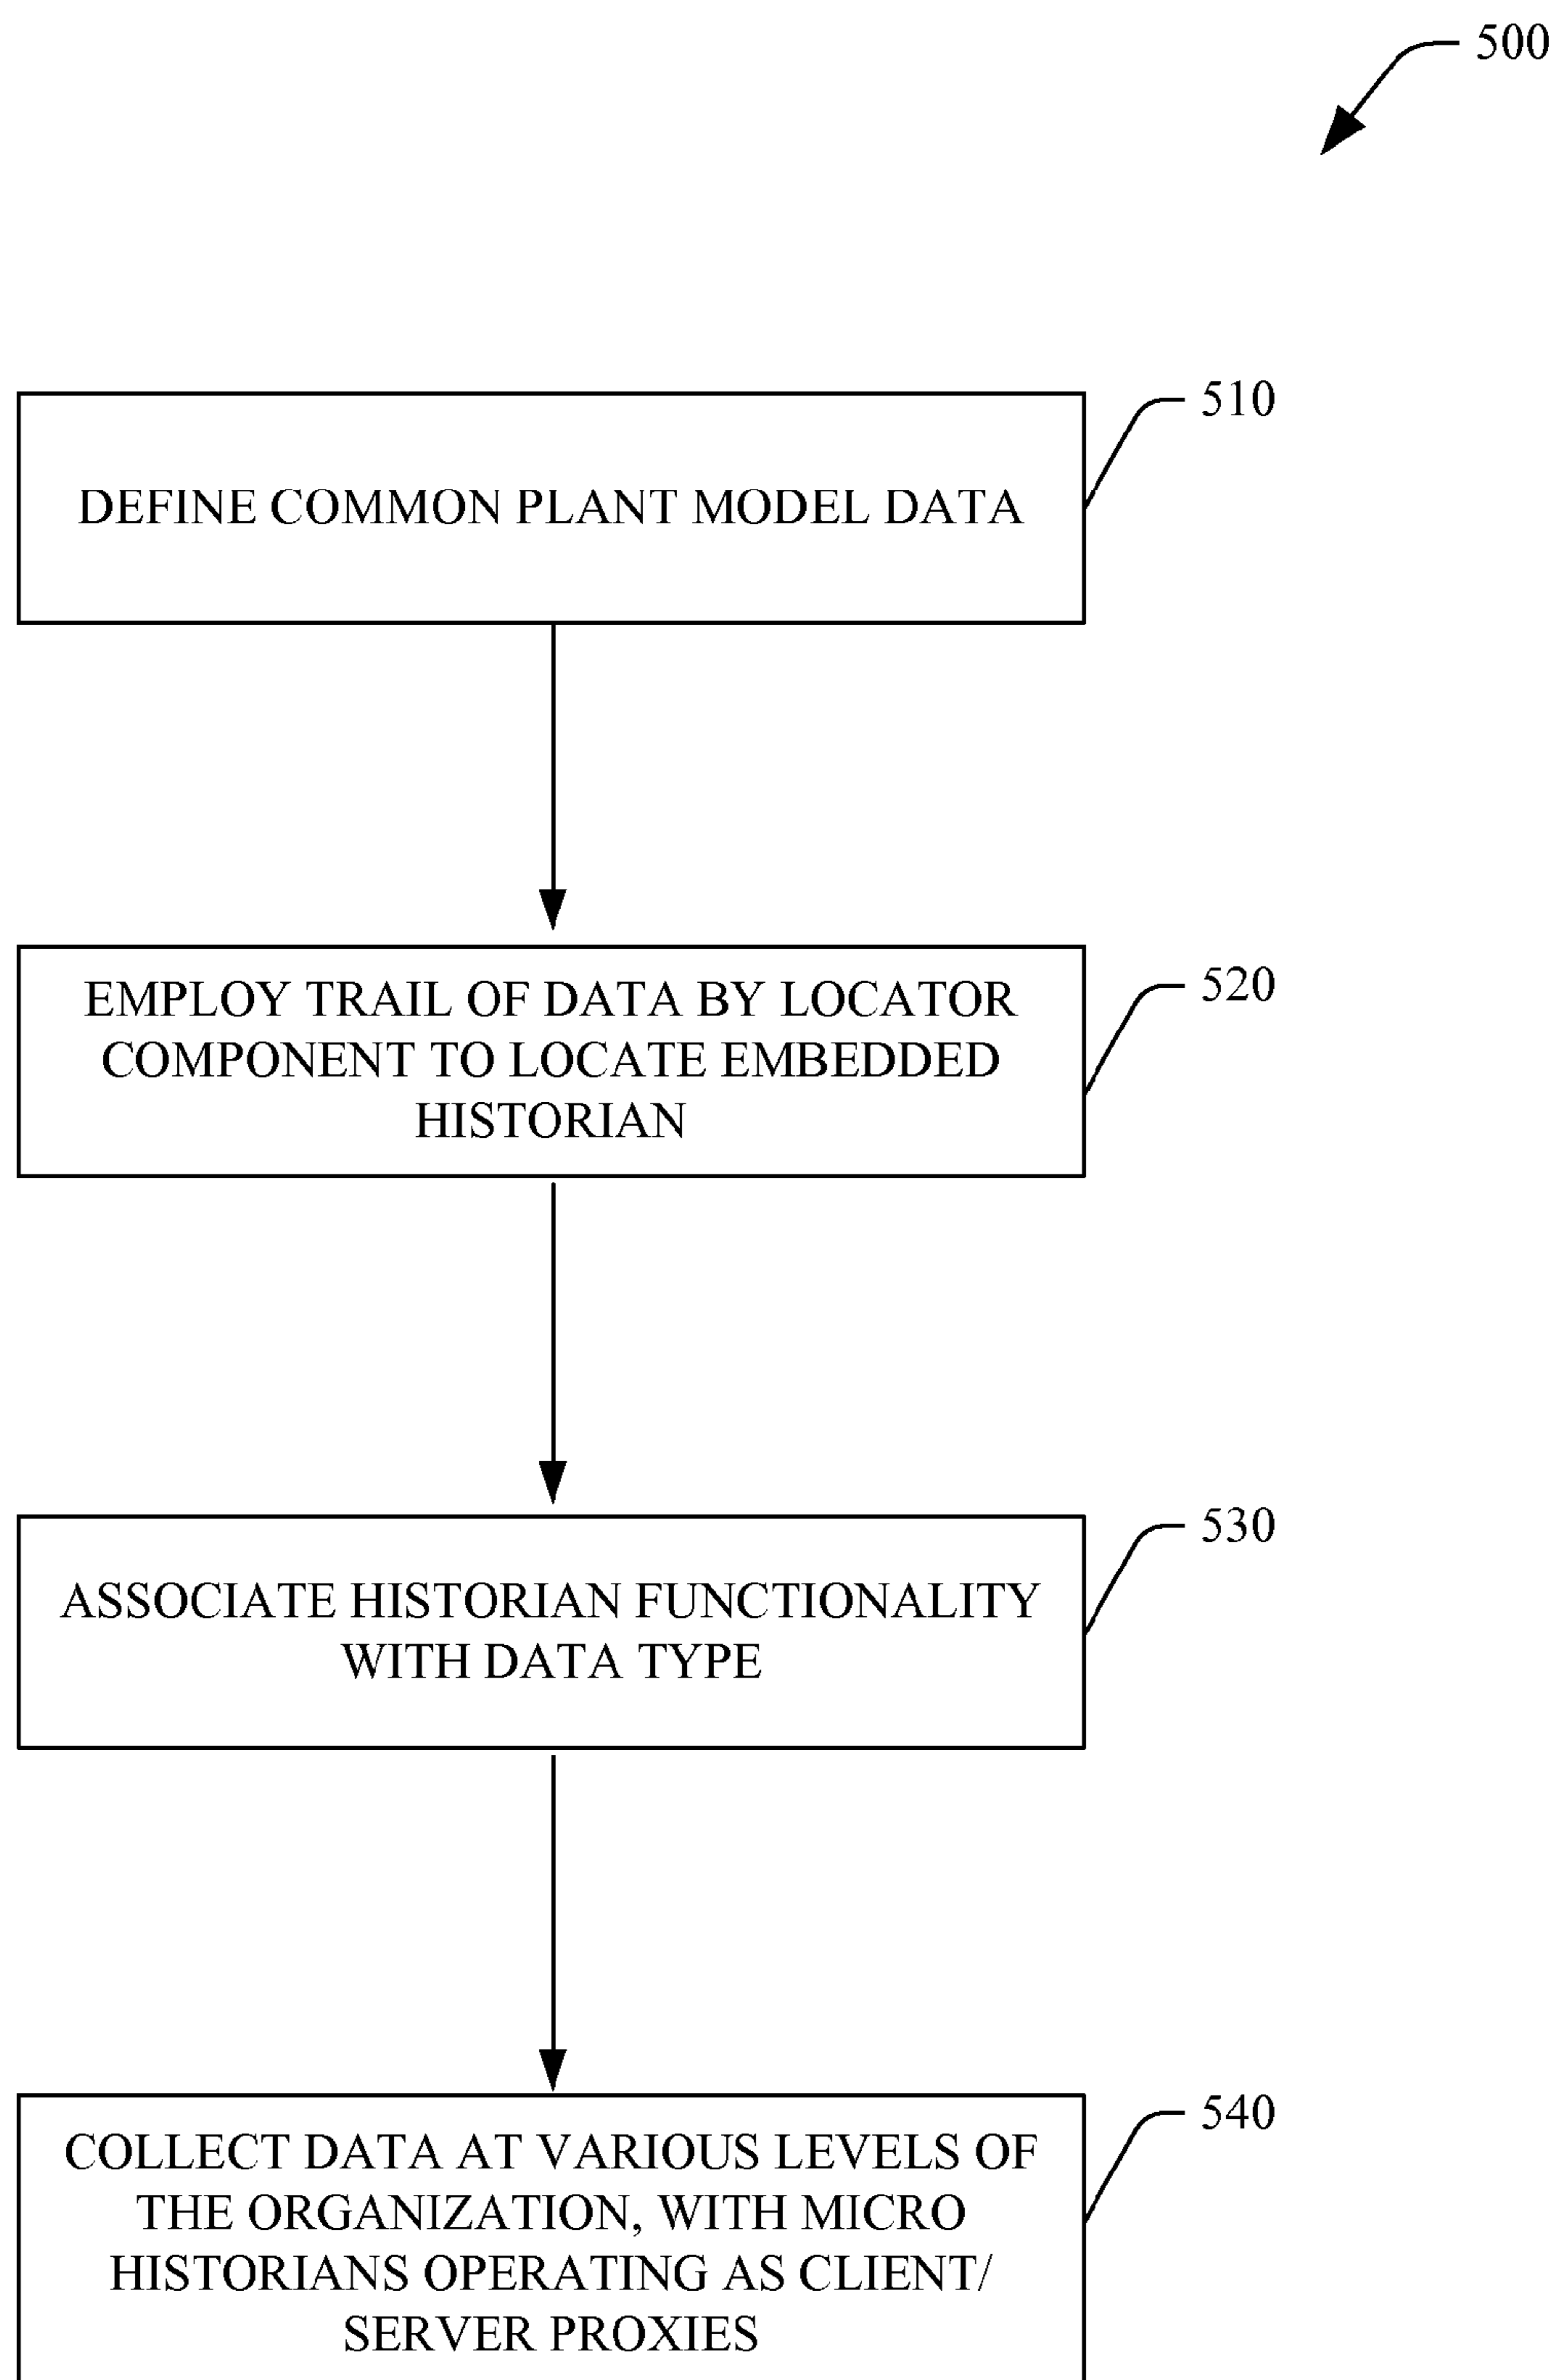 500
510
DEFINE COMMON PLANT MODEL DATA
520
EMPLOY TRAIL OF DATA BY LOCATOR
COMPONENT TO LOCATE EMBEDDED
HISTORIAN
530
ASSOCIATE HISTORIAN FUNCTIONALITY
WITH DATA TYPE
540
COLLECT DATA AT VARIOUS LEVELS OF
THE ORGANIZATION, WITH MICRO
HISTORIANS OPERATING AS CLIENT/
SERVER PROXIES